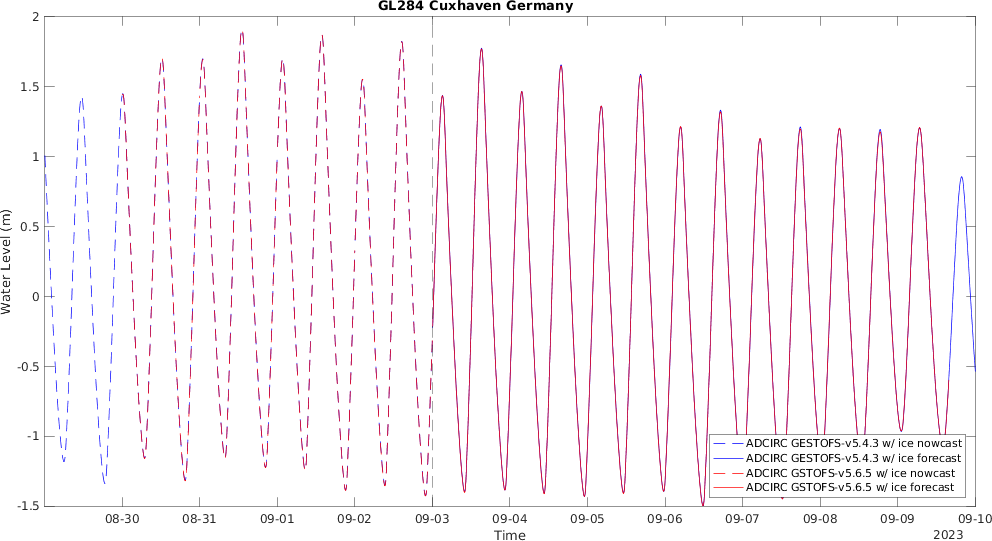 GL284 Cuxhaven Germany
Water Level (m)
2
1.5
1
0.5
0
-0.5
-1
-1.5
ADCIRC GESTOFS-v5.4.3 w/ ice nowcast
ADCIRC GESTOFS-v5.4.3 w/ ice forecast
ADCIRC GSTOFS-v5.6.5 w/ ice nowcast
ADCIRC GSTOFS-v5.6.5 w/ ice forecast
08-30 08-31 09-01 09-02 09-03 09-04 09-05 09-06 09-07 09-08 09-09 09-10
Time
2023